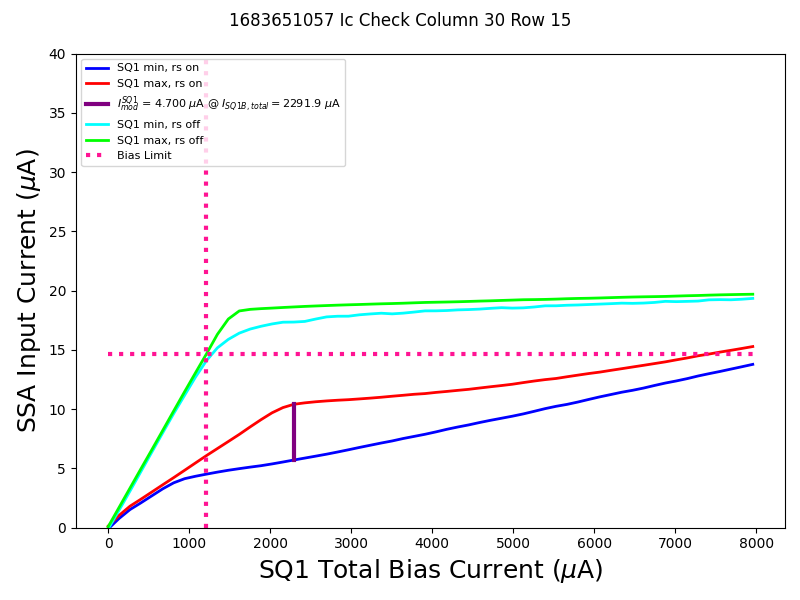 1683651057 Ic Check Column 30 Row 15
40
35
30
25
20
15
10
5
0
SSA Input Current (μA)
SQ1 min, rs on
SQ1 max, rs on
I_{mod}^{SQ1} = 4.700 μA @ I_{SQ1B, total} = 2291.9 μA
SQ1 min, rs off
SQ1 max, rs off
Bias Limit
0 1000 2000 3000 4000 5000 6000 7000 8000
SQ1 Total Bias Current (μA)